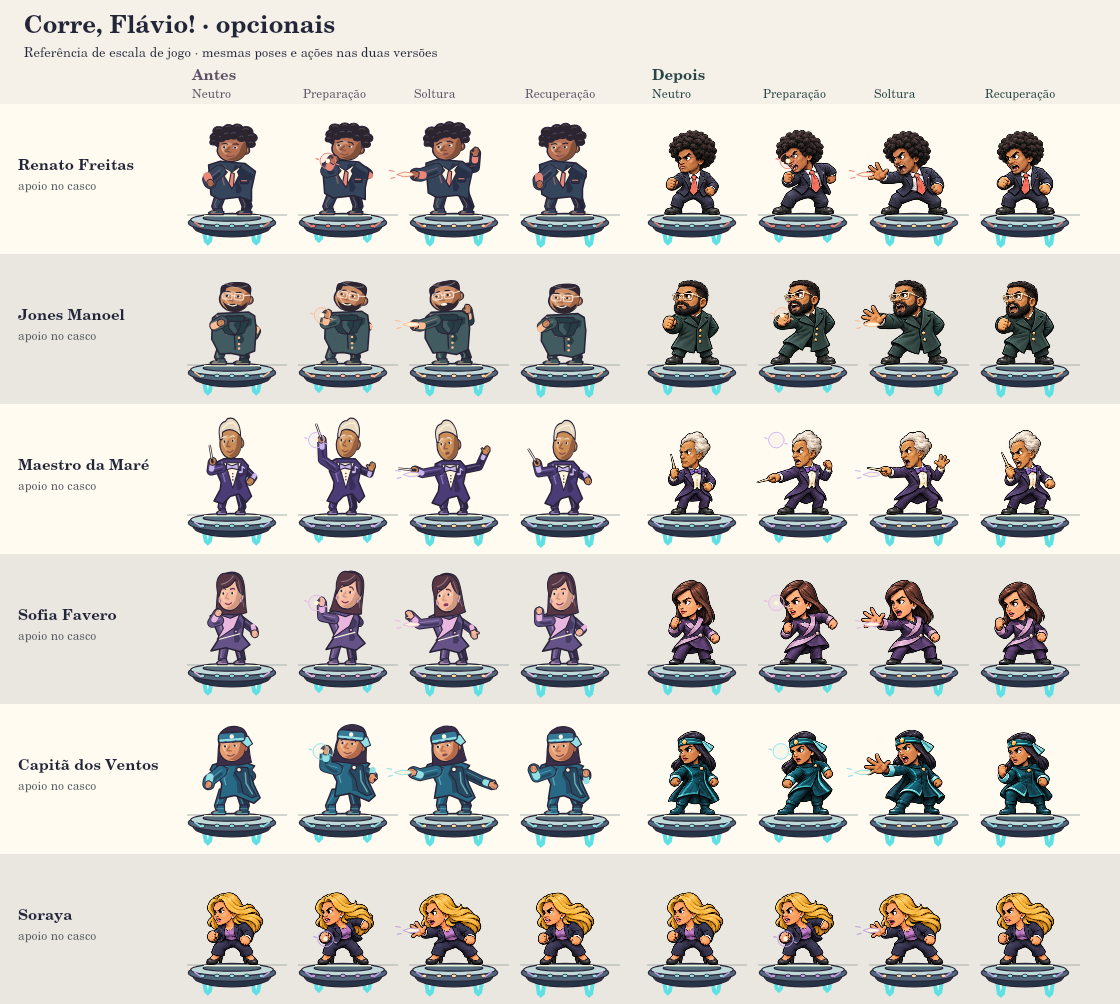 Corre, Flávio! · opcionais
Referência de escala de jogo · mesmas poses e ações nas duas versões
Antes Depois
Neutro Preparação Soltura Recuperação Neutro Preparação Soltura Recuperação
Renato Freitas
apoio no casco
Jones Manoel
apoio no casco
Maestro da Maré
apoio no casco
Sofia Favero
apoio no casco
Capitã dos Ventos
apoio no casco
Soraya
apoio no casco